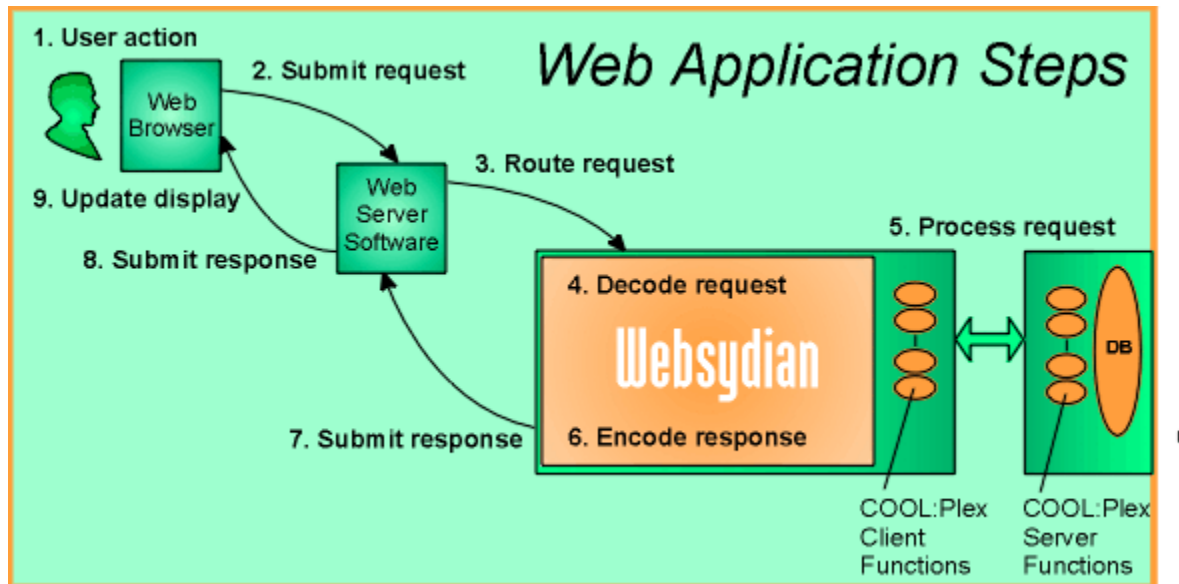 Web Application Steps
1. User action
2. Submit request
Web
Browser
3. Route request
Web
Server
Software
9. Update display
8. Submit response
5. Process request
4. Decode request
Websydian
DB
6. Encode response
7. Submit response
COOL:Plex
Client
Functions
COOL:Plex
Server
Functions